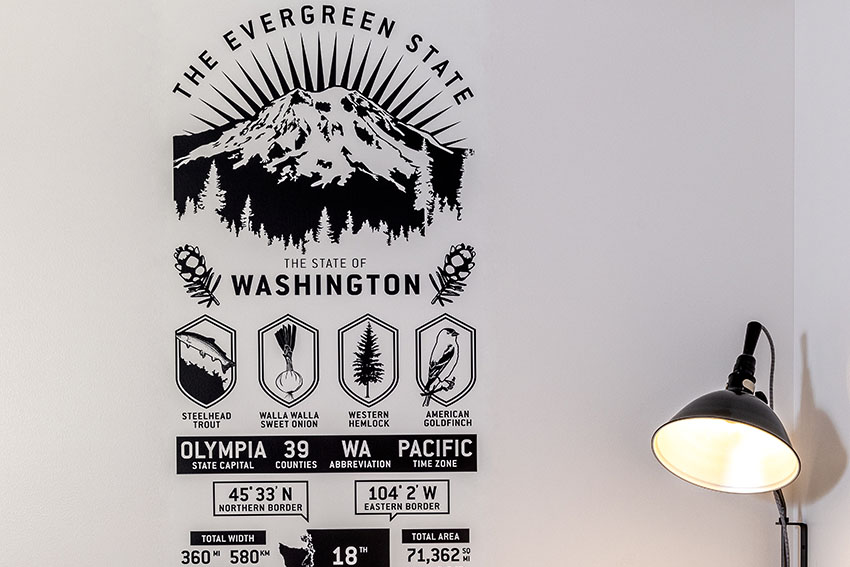 THE EVERGREEN STATE
THE STATE OF
WASHINGTON
STEELHEAD
TROUT
WALLA WALLA
SWEET ONION
WESTERN
HEMLOCK
AMERICAN
GOLDFINCH
OLYMPIA
STATE CAPITAL
39
COUNTIES
WA
ABBREVIATION
PACIFIC
TIME ZONE
45° 33' N
NORTHERN BORDER
104° 2' W
EASTERN BORDER
TOTAL WIDTH
360 MI 580 KM
18TH
TOTAL AREA
71,362 SQ MI